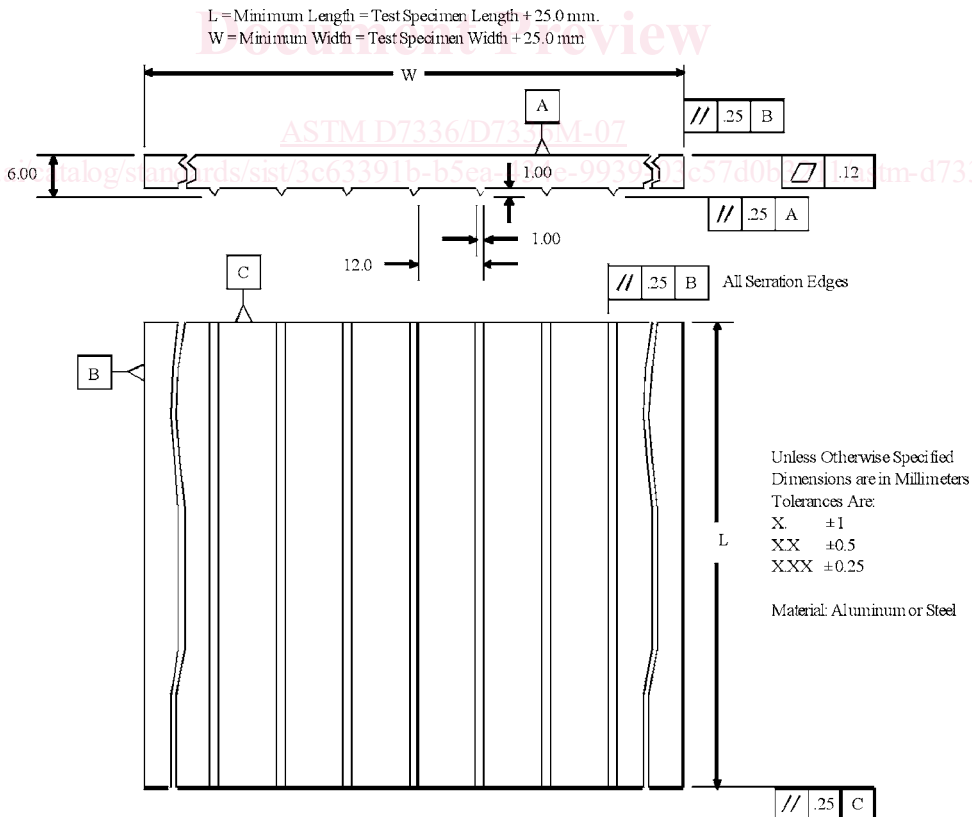 L = Minimum Length = Test Specimen Length + 25.0 mm.
W = Minimum Width = Test Specimen Width + 25.0 mm
Document Preview
W
A
// .25 B
ASTM D7336/D7336M-07
6.00
1.00
.12
// .25 A
1.00
12.0
C
// .25 B All Serration Edges
B
Unless Otherwise Specified
Dimensions are in Millimeters
Tolerances Are:
X. ±1
X.X ±0.5
X.XX ±0.25
L
Material: Aluminum or Steel
// .25 C